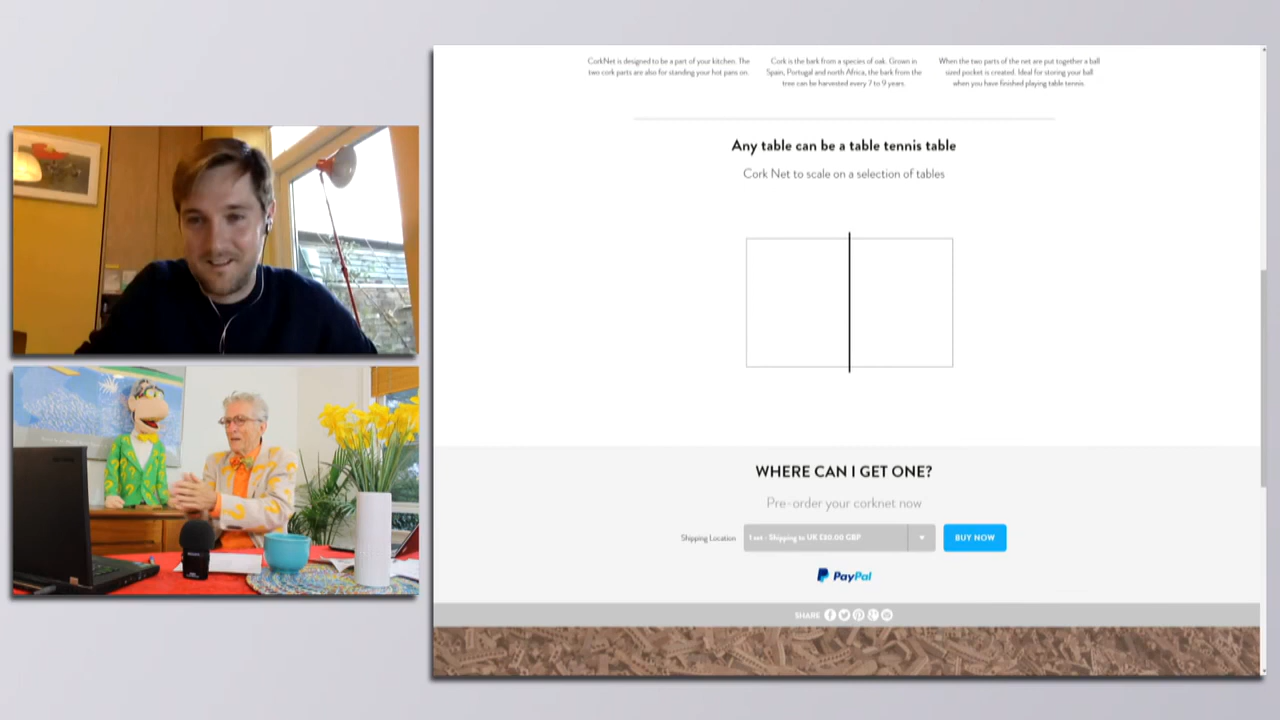 CorkNet is designed to be a part of your kitchen. The
two cork parts are also for standing your hot pans on.
Cork is the bark from a species of oak. Grown in
Spain, Portugal and north Africa, the bark from the
tree can be harvested every 7 to 9 years.
When the two parts of the net are put together a ball
sized pocket is created. Ideal for storing your ball
when you have finished playing table tennis.
Any table can be a table tennis table
Cork Net to scale on a selection of tables
WHERE CAN I GET ONE?
Pre-order your corknet now
Shipping Location
1 set - Shipping to UK £30.00 GBP
BUY NOW
PayPal
SHARE